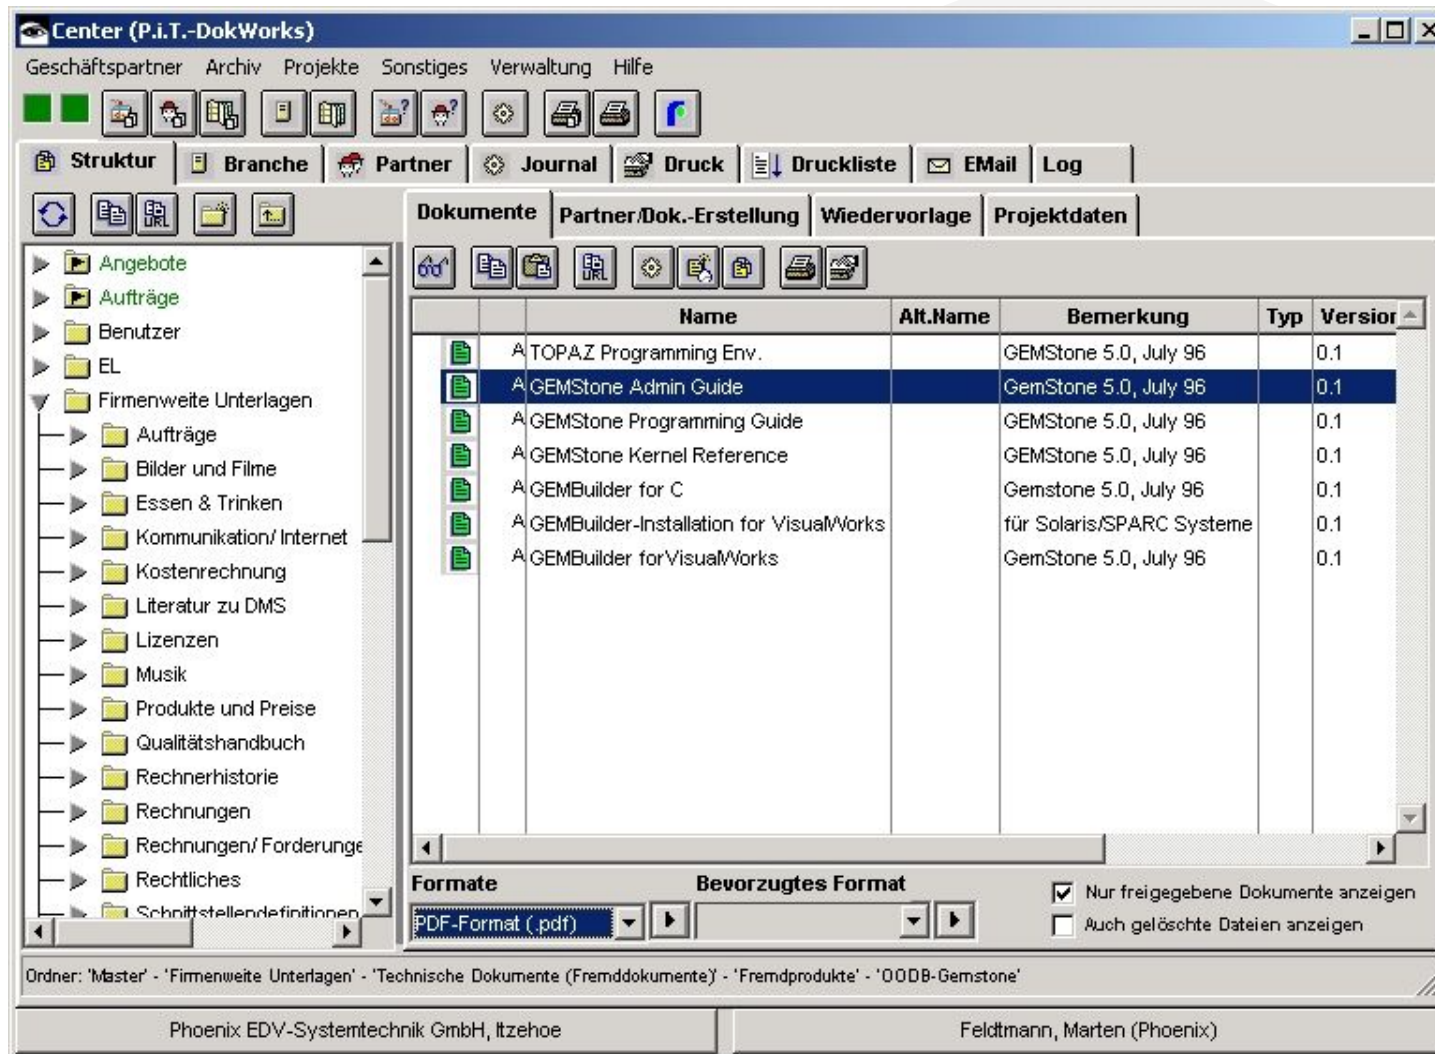 Center (P.i.T.-DokWorks)
Geschäftspartner Archiv Projekte Sonstiges Verwaltung Hilfe
Struktur Branche Partner Journal Druck Druckliste EMail Log
URL
Dokumente Partner/Dok.-Erstellung Wiedervorlage Projektdaten
URL
Angebote
Aufträge
Benutzer
EL
Firmenweite Unterlagen
Aufträge
Bilder und Filme
Essen & Trinken
Kommunikation/ Internet
Kostenrechnung
Literatur zu DMS
Lizenzen
Musik
Produkte und Preise
Qualitätshandbuch
Rechnerhistorie
Rechnungen
Rechnungen/ Forderunge
Rechtliches
Schnittstellendefinitionen
Name Alt.Name Bemerkung Typ Version
A TOPAZ Programming Env. GEMStone 5.0, July 96 0.1
A GEMStone Admin Guide GemStone 5.0, July 96 0.1
A GEMStone Programming Guide GEMStone 5.0, July 96 0.1
A GEMStone Kernel Reference GEMStone 5.0, July 96 0.1
A GEMBuilder for C Gemstone 5.0, July 96 0.1
A GEMBuilder-Installation for VisualWorks für Solaris/SPARC Systeme 0.1
A GEMBuilder forVisualWorks GemStone 5.0, July 96 0.1
Formate Bevorzugtes Format
PDF-Format (.pdf)
Nur freigegebene Dokumente anzeigen
Auch gelöschte Dateien anzeigen
Ordner: 'Master' - 'Firmenweite Unterlagen' - 'Technische Dokumente (Fremddokumente)' - 'Fremdprodukte' - 'OODB-Gemstone'
Phoenix EDV-Systemtechnik GmbH, Itzehoe Feldtmann, Marten (Phoenix)